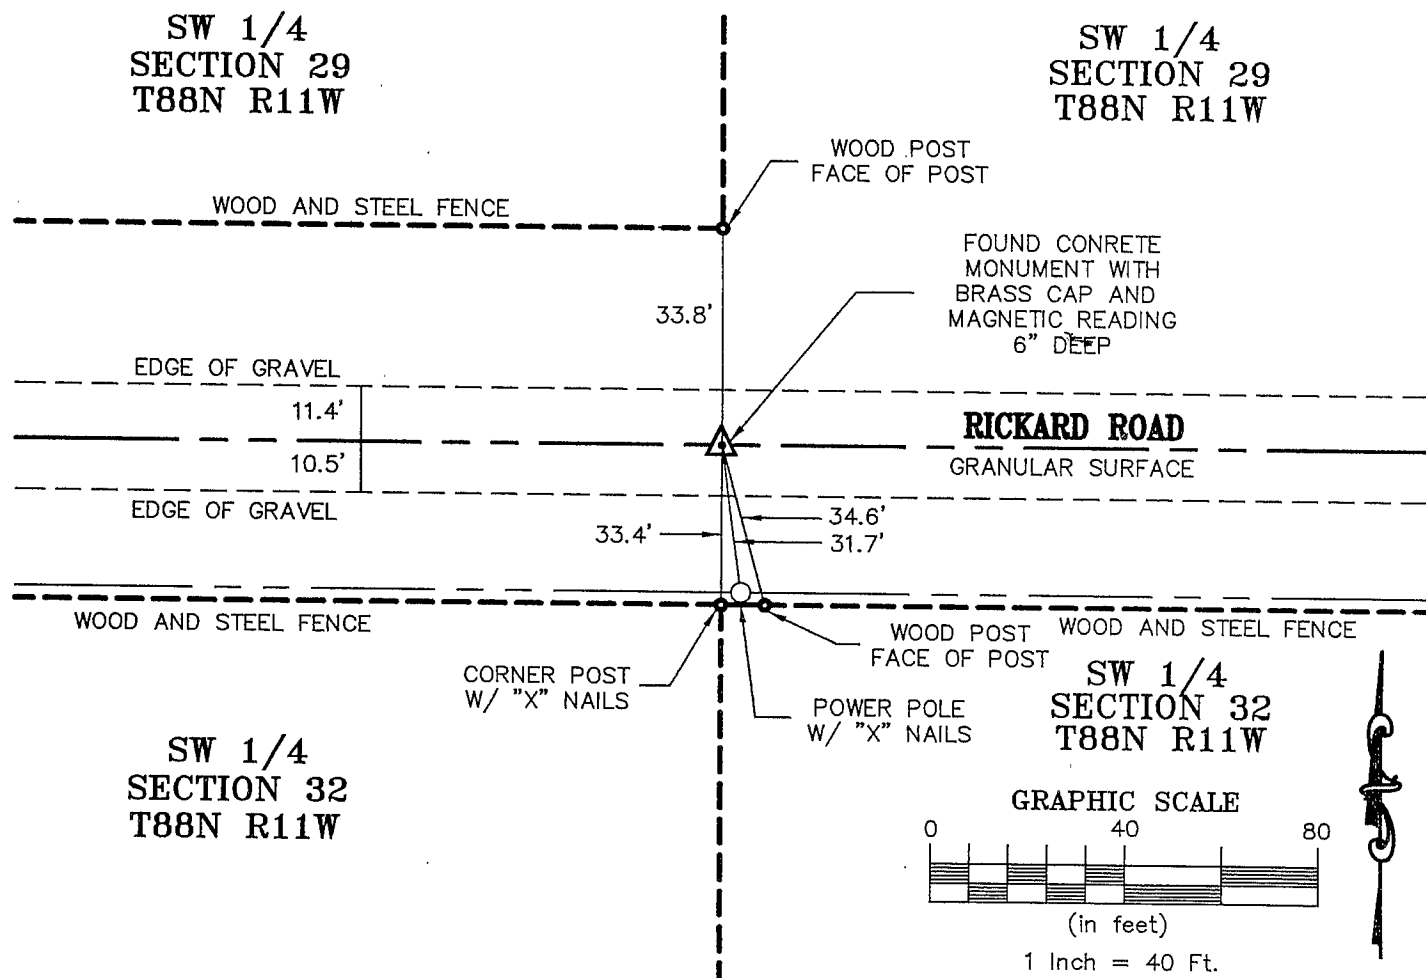 SW 1/4
SECTION 29
T88N R11W
SW 1/4
SECTION 29
T88N R11W
WOOD POST
FACE OF POST
WOOD AND STEEL FENCE
FOUND CONRETE
MONUMENT WITH
BRASS CAP AND
MAGNETIC READING
6" DEEP
33.8'
EDGE OF GRAVEL
11.4'
RICKARD ROAD
10.5'
GRANULAR SURFACE
EDGE OF GRAVEL
34.6'
33.4'
31.7'
WOOD AND STEEL FENCE
WOOD POST
FACE OF POST
WOOD AND STEEL FENCE
CORNER POST
W/ "X" NAILS
POWER POLE
W/ "X" NAILS
SW 1/4
SECTION 32
T88N R11W
SW 1/4
SECTION 32
T88N R11W
GRAPHIC SCALE
0 40 80
(in feet)
1 Inch = 40 Ft.